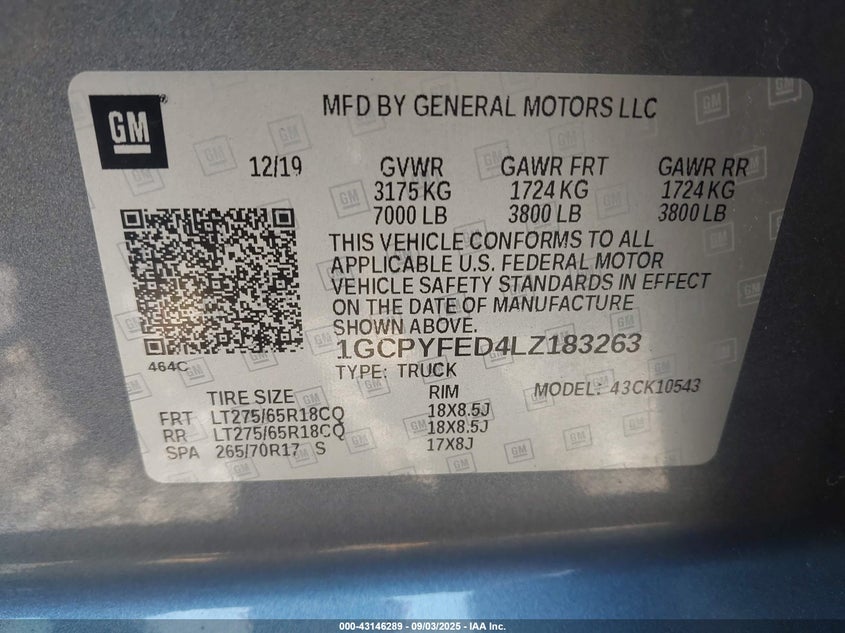 GM
MFD BY GENERAL MOTORS LLC
12/19 GVWR GAWR FRT GAWR RR
3175 KG 1724 KG 1724 KG
7000 LB 3800 LB 3800 LB
THIS VEHICLE CONFORMS TO ALL
APPLICABLE U.S. FEDERAL MOTOR
VEHICLE SAFETY STANDARDS IN EFFECT
ON THE DATE OF MANUFACTURE
SHOWN ABOVE.
1GCPYFED4LZ183263
464C
TYPE: TRUCK
TIRE SIZE RIM MODEL: 43CK10543
FRT LT275/65R18CQ 18X8.5J
RR LT275/65R18CQ 18X8.5J
SPA 265/70R17 S 17X8J
000-43146289 - 09/03/2025 - IAA Inc.